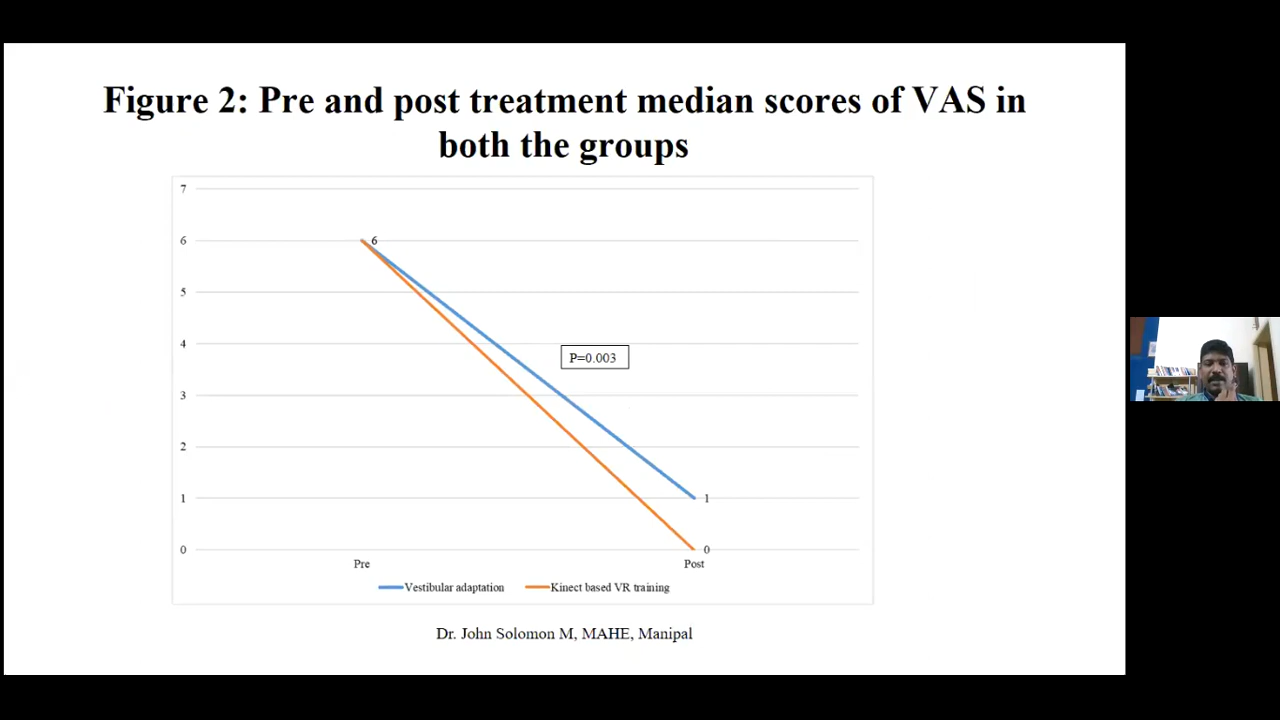 Figure 2: Pre and post treatment median scores of VAS in
both the groups
7
6
6
5
4
P=0.003
3
2
1
1
0
0
Pre
Post
Vestibular adaptation
Kinect based VR training
Dr. John Solomon M, MAHE, Manipal